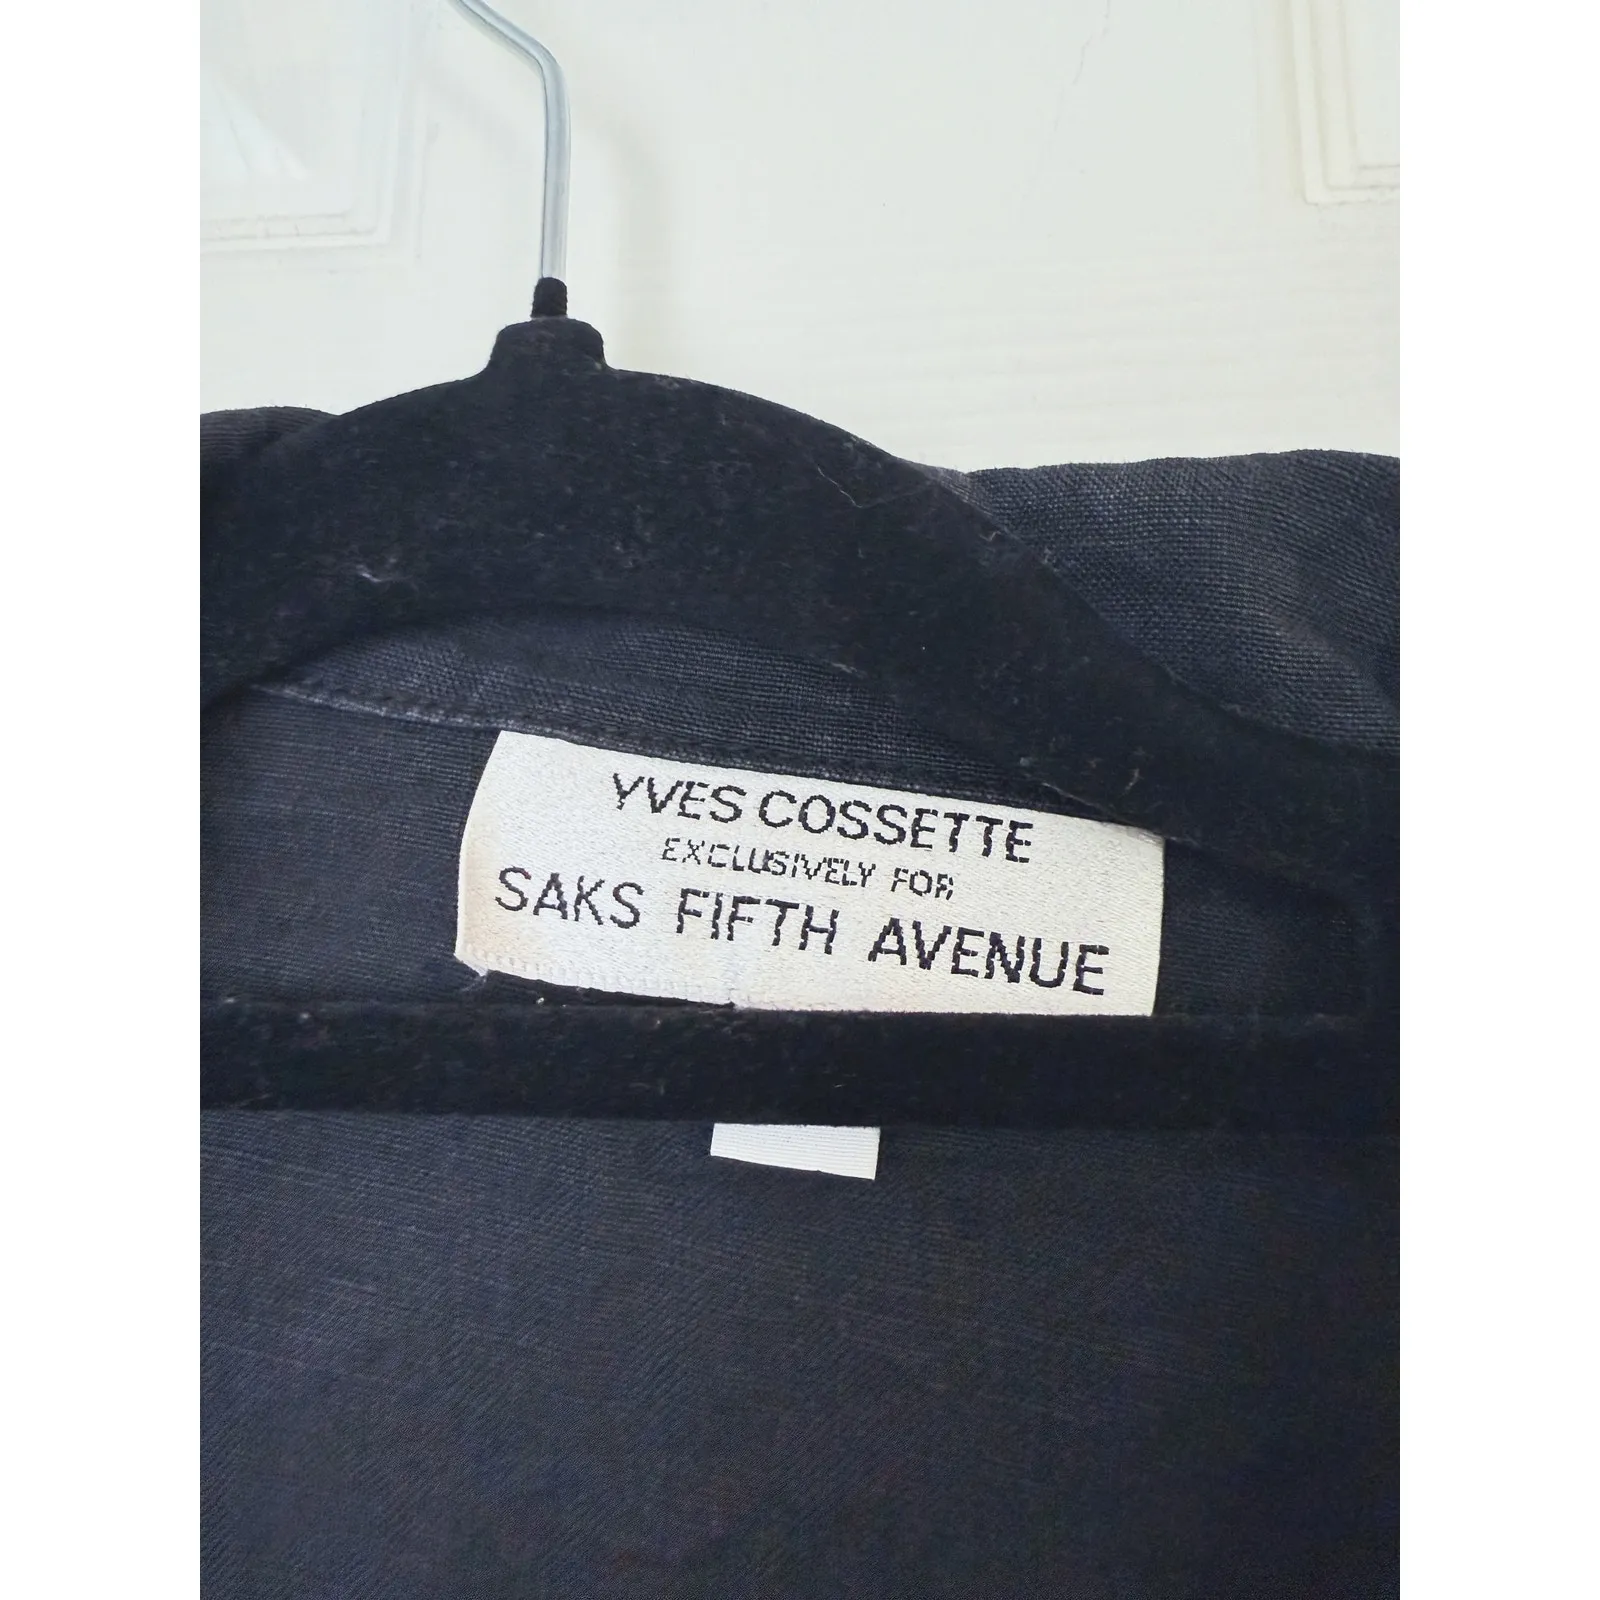 YVES COSSETTE
EXCLUSIVELY FOR
SAKS FIFTH AVENUE